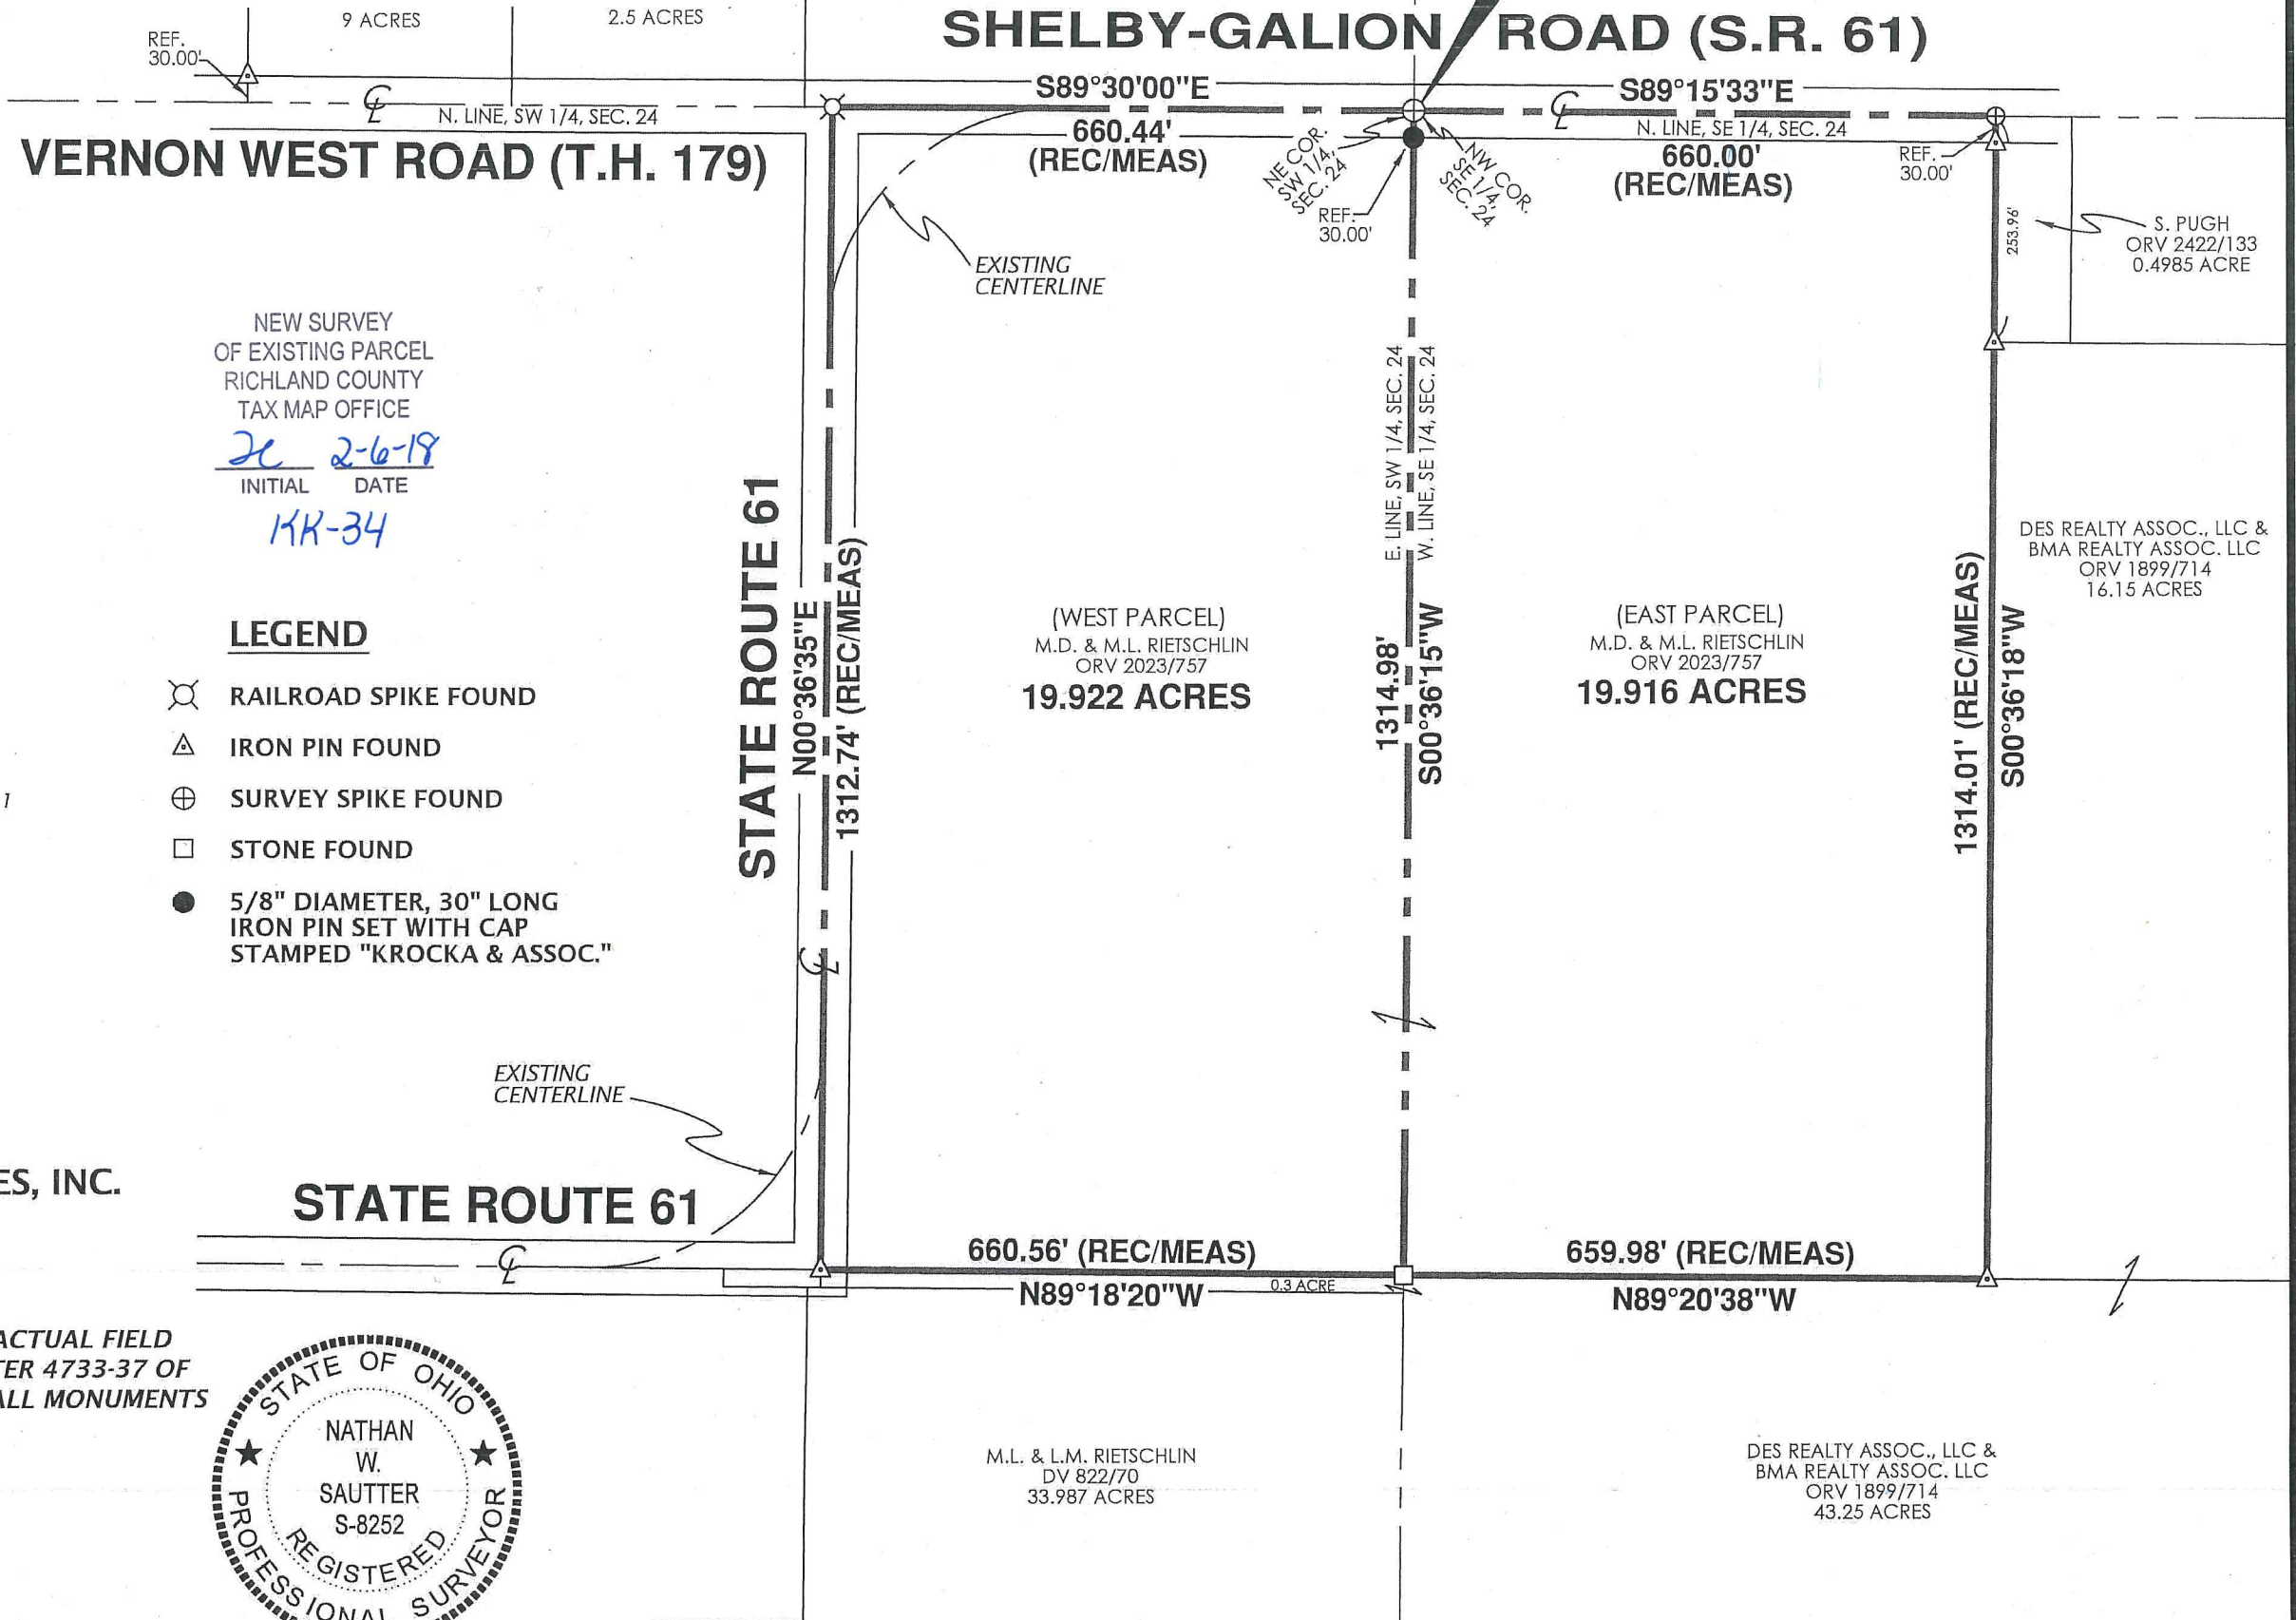 9 ACRES
2.5 ACRES
SHELBY-GALION ROAD (S.R. 61)
REF.
30.00'
S89°30'00"E
S89°15'33"E
N. LINE, SW 1/4, SEC. 24
660.44'
(REC/MEAS)
N. LINE, SE 1/4, SEC. 24
660.00'
(REC/MEAS)
VERNON WEST ROAD (T.H. 179)
NE COR.
SW 1/4,
SEC. 24
NW COR.
SE 1/4,
SEC. 24
REF.
30.00'
REF.
30.00'
253.96'
S. PUGH
ORV 2422/133
0.4985 ACRE
EXISTING
CENTERLINE
NEW SURVEY
OF EXISTING PARCEL
RICHLAND COUNTY
TAX MAP OFFICE
2-6-18
INITIAL DATE
KK-34
E. LINE, SW 1/4, SEC. 24
W. LINE, SE 1/4, SEC. 24
STATE ROUTE 61
N00°36'35"E
1312.74' (REC/MEAS)
DES REALTY ASSOC., LLC &
BMA REALTY ASSOC. LLC
ORV 1899/714
16.15 ACRES
(WEST PARCEL)
M.D. & M.L. RIETSCHLIN
ORV 2023/757
19.922 ACRES
1314.98'
S00°36'15"W
(EAST PARCEL)
M.D. & M.L. RIETSCHLIN
ORV 2023/757
19.916 ACRES
1314.01' (REC/MEAS)
S00°36'18"W
LEGEND
RAILROAD SPIKE FOUND
IRON PIN FOUND
SURVEY SPIKE FOUND
STONE FOUND
5/8" DIAMETER, 30" LONG
IRON PIN SET WITH CAP
STAMPED "KROCKA & ASSOC."
1
EXISTING
CENTERLINE
ES, INC.
STATE ROUTE 61
660.56' (REC/MEAS)
N89°18'20"W
0.3 ACRE
659.98' (REC/MEAS)
N89°20'38"W
ACTUAL FIELD
TER 4733-37 OF
ALL MONUMENTS
STATE OF OHIO
NATHAN
W.
SAUTTER
S-8252
REGISTERED
PROFESSIONAL SURVEYOR
M.L. & L.M. RIETSCHLIN
DV 822/70
33.987 ACRES
DES REALTY ASSOC., LLC &
BMA REALTY ASSOC. LLC
ORV 1899/714
43.25 ACRES